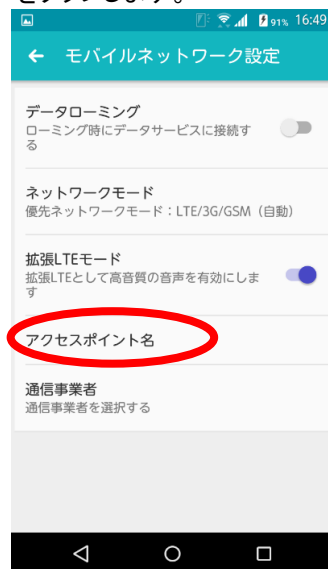 をタップします。
91% 16:49
モバイルネットワーク設定
データローミング
ローミング時にデータサービスに接続す
る
ネットワークモード
優先ネットワークモード：LTE/3G/GSM（自動）
拡張LTEモード
拡張LTEとして高音質の音声を有効にしま
す
アクセスポイント名
通信事業者
通信事業者を選択する